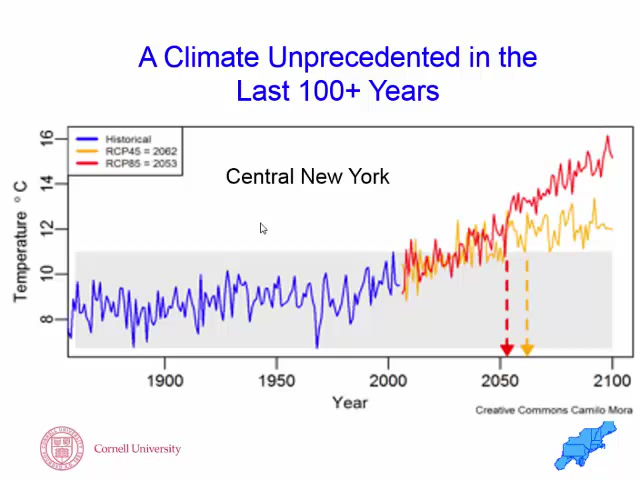 A Climate Unprecedented in the
Last 100+ Years
Historical
RCP45 = 2062
RCP85 = 2053
Central New York
Temperature ° C
16
14
12
10
8
1900
1950
2000
2050
2100
Year
Creative Commons Camilo Mora
Cornell University